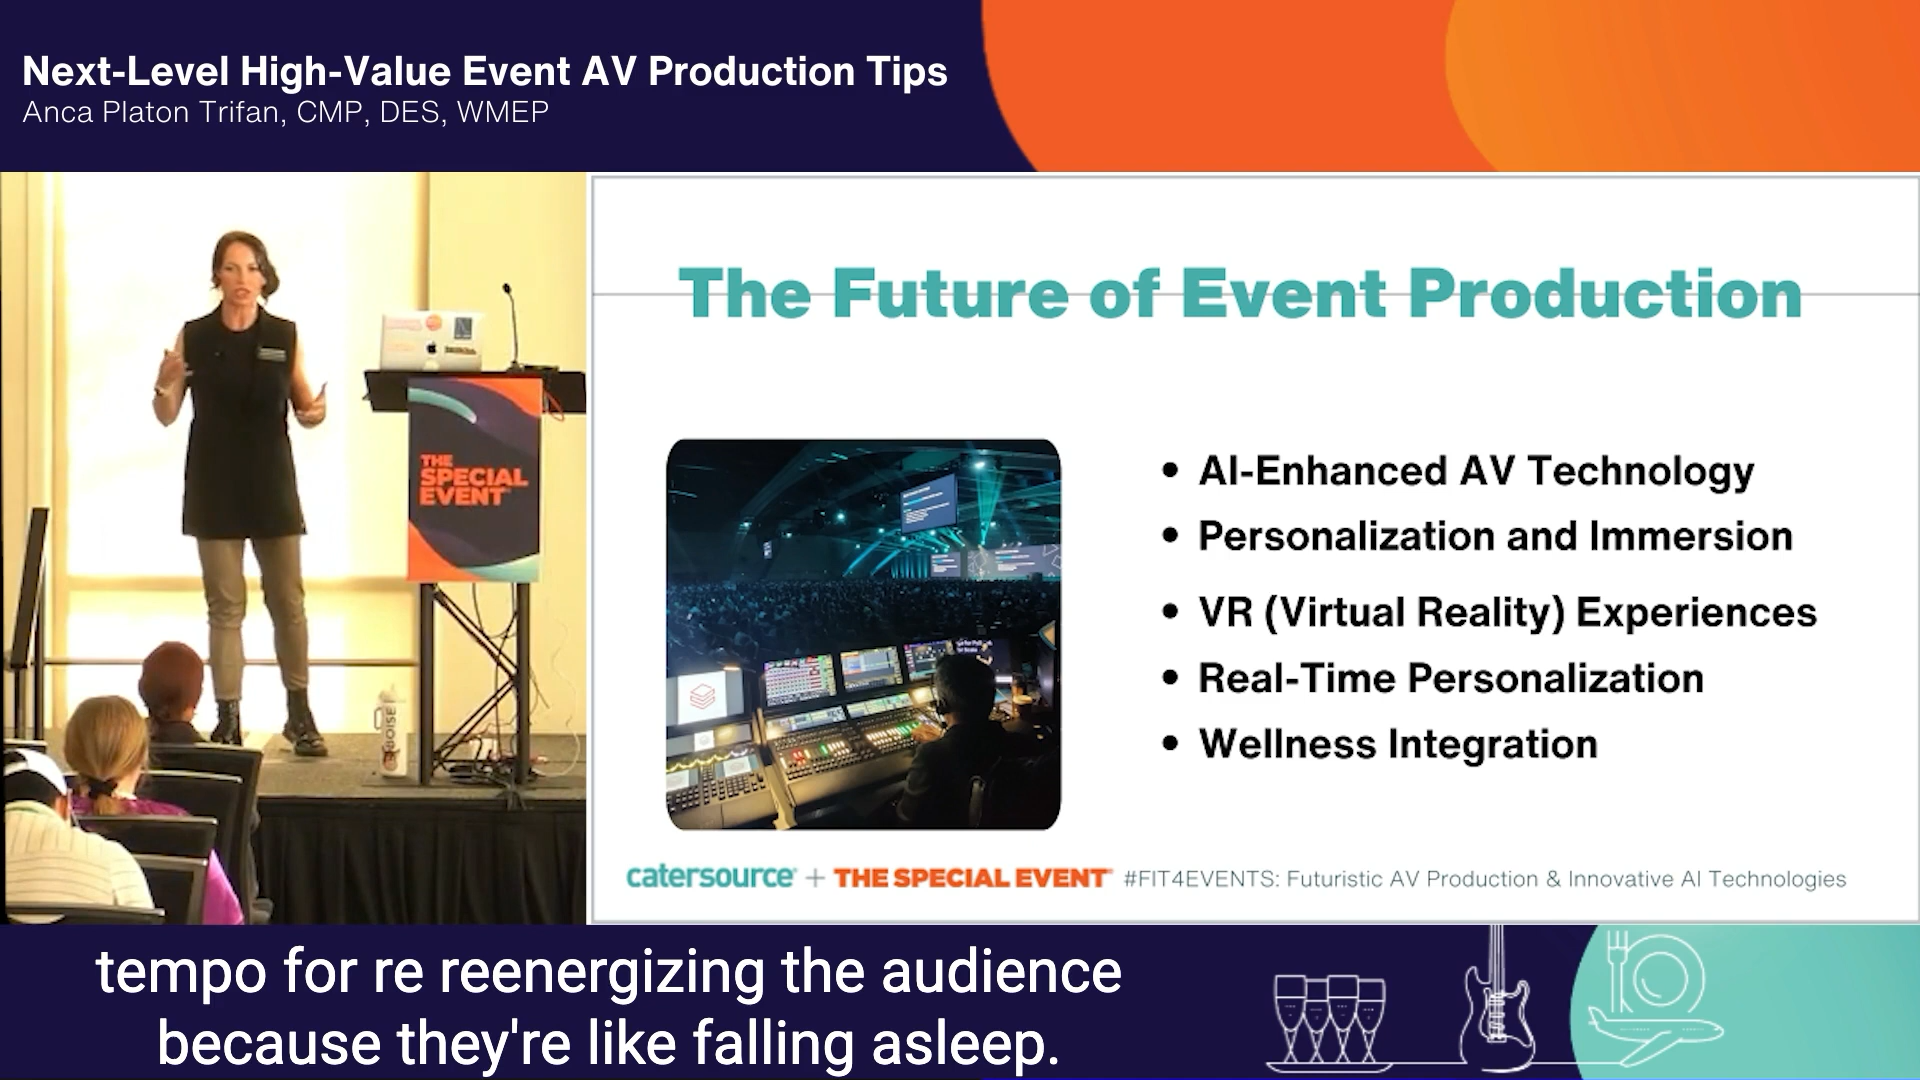 Next-Level High-Value Event AV Production Tips
Anca Platon Trifan, CMP, DES, WMEP
THE
SPECIAL
EVENT
BOISE
The Future of Event Production
• AI-Enhanced AV Technology
• Personalization and Immersion
• VR (Virtual Reality) Experiences
• Real-Time Personalization
• Wellness Integration
catersource + THE SPECIAL EVENT #FIT4EVENTS: Futuristic AV Production & Innovative AI Technologies
tempo for re reenergizing the audience
because they're like falling asleep.